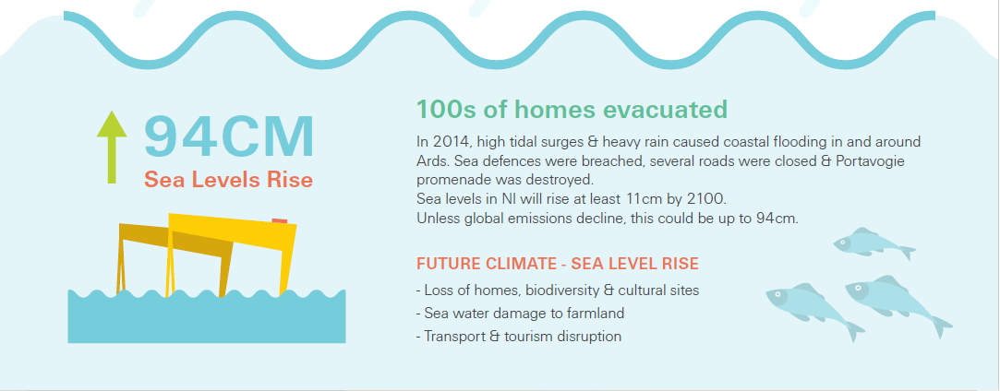 94CM
Sea Levels Rise
100s of homes evacuated
In 2014, high tidal surges & heavy rain caused coastal flooding in and around
Ards. Sea defences were breached, several roads were closed & Portavogie
promenade was destroyed.
Sea levels in NI will rise at least 11cm by 2100.
Unless global emissions decline, this could be up to 94cm.
FUTURE CLIMATE - SEA LEVEL RISE
- Loss of homes, biodiversity & cultural sites
- Sea water damage to farmland
- Transport & tourism disruption